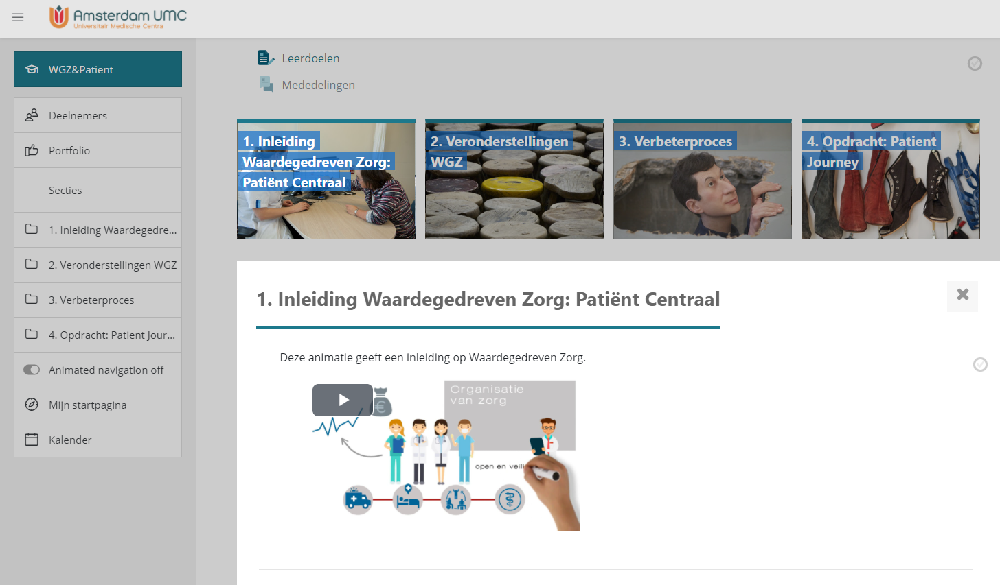 Amsterdam UMC
Universitair Medische Centra
WGZ&Patient
Deelnemers
Portfolio
Secties
1. Inleiding Waardegedre...
2. Veronderstellingen WGZ
3. Verbeterproces
4. Opdracht: Patient Jour...
Animated navigation off
Mijn startpagina
Kalender
Leerdoelen
Mededelingen
1. Inleiding
Waardegedreven Zorg:
Patiënt Centraal
2. Veronderstellingen
WGZ
3. Verbeterproces
4. Opdracht: Patient
Journey
1. Inleiding Waardegedreven Zorg: Patiënt Centraal
Deze animatie geeft een inleiding op Waardegedreven Zorg.
Organisatie
van zorg
€
open en veili